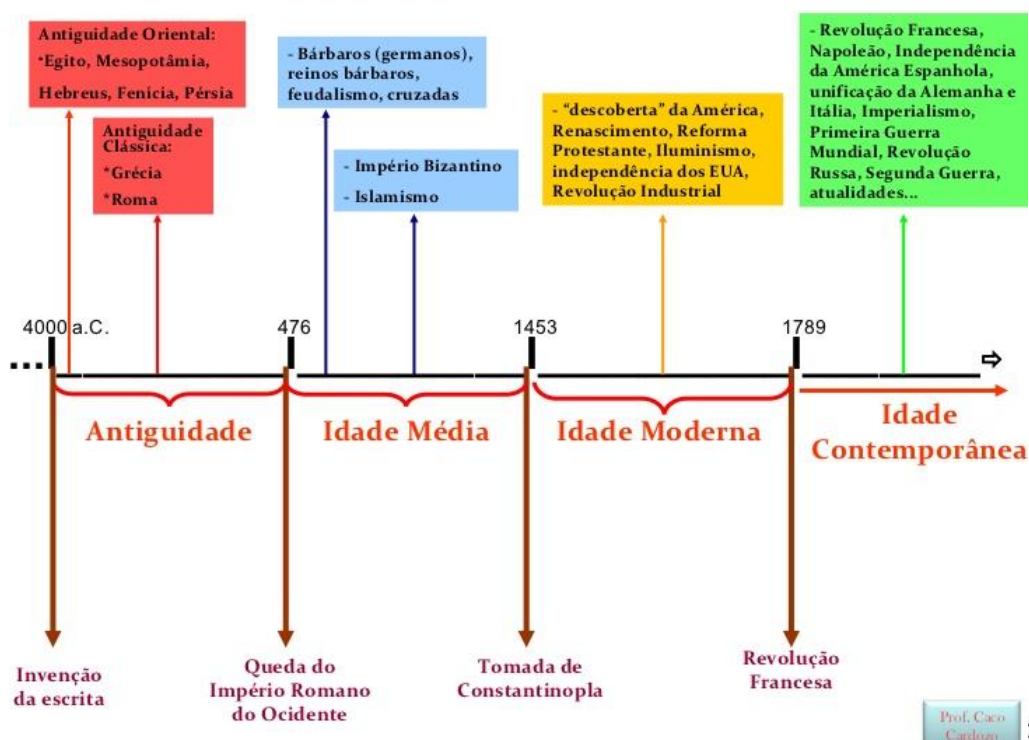 Antiguidade Oriental:
*Egito, Mesopotâmia,
Hebreus, Fenícia, Pérsia
Antiguidade
Clássica:
*Grécia
*Roma
- Bárbaros (germanos),
reinos bárbaros,
feudalismo, cruzadas
- Império Bizantino
- Islamismo
- “descoberta” da América,
Renascimento, Reforma
Protestante, Iluminismo,
independência dos EUA,
Revolução Industrial
- Revolução Francesa,
Napoleão, Independência
da América Espanhola,
unificação da Alemanha e
Itália, Imperialismo,
Primeira Guerra
Mundial, Revolução
Russa, Segunda Guerra,
atualidades...
4000 a.C.
476
1453
1789
...
Antiguidade
Idade Média
Idade Moderna
Idade
Contemporânea
Invenção
da escrita
Queda do
Império Romano
do Ocidente
Tomada de
Constantinopla
Revolução
Francesa
Prof. Caco
Cardozo